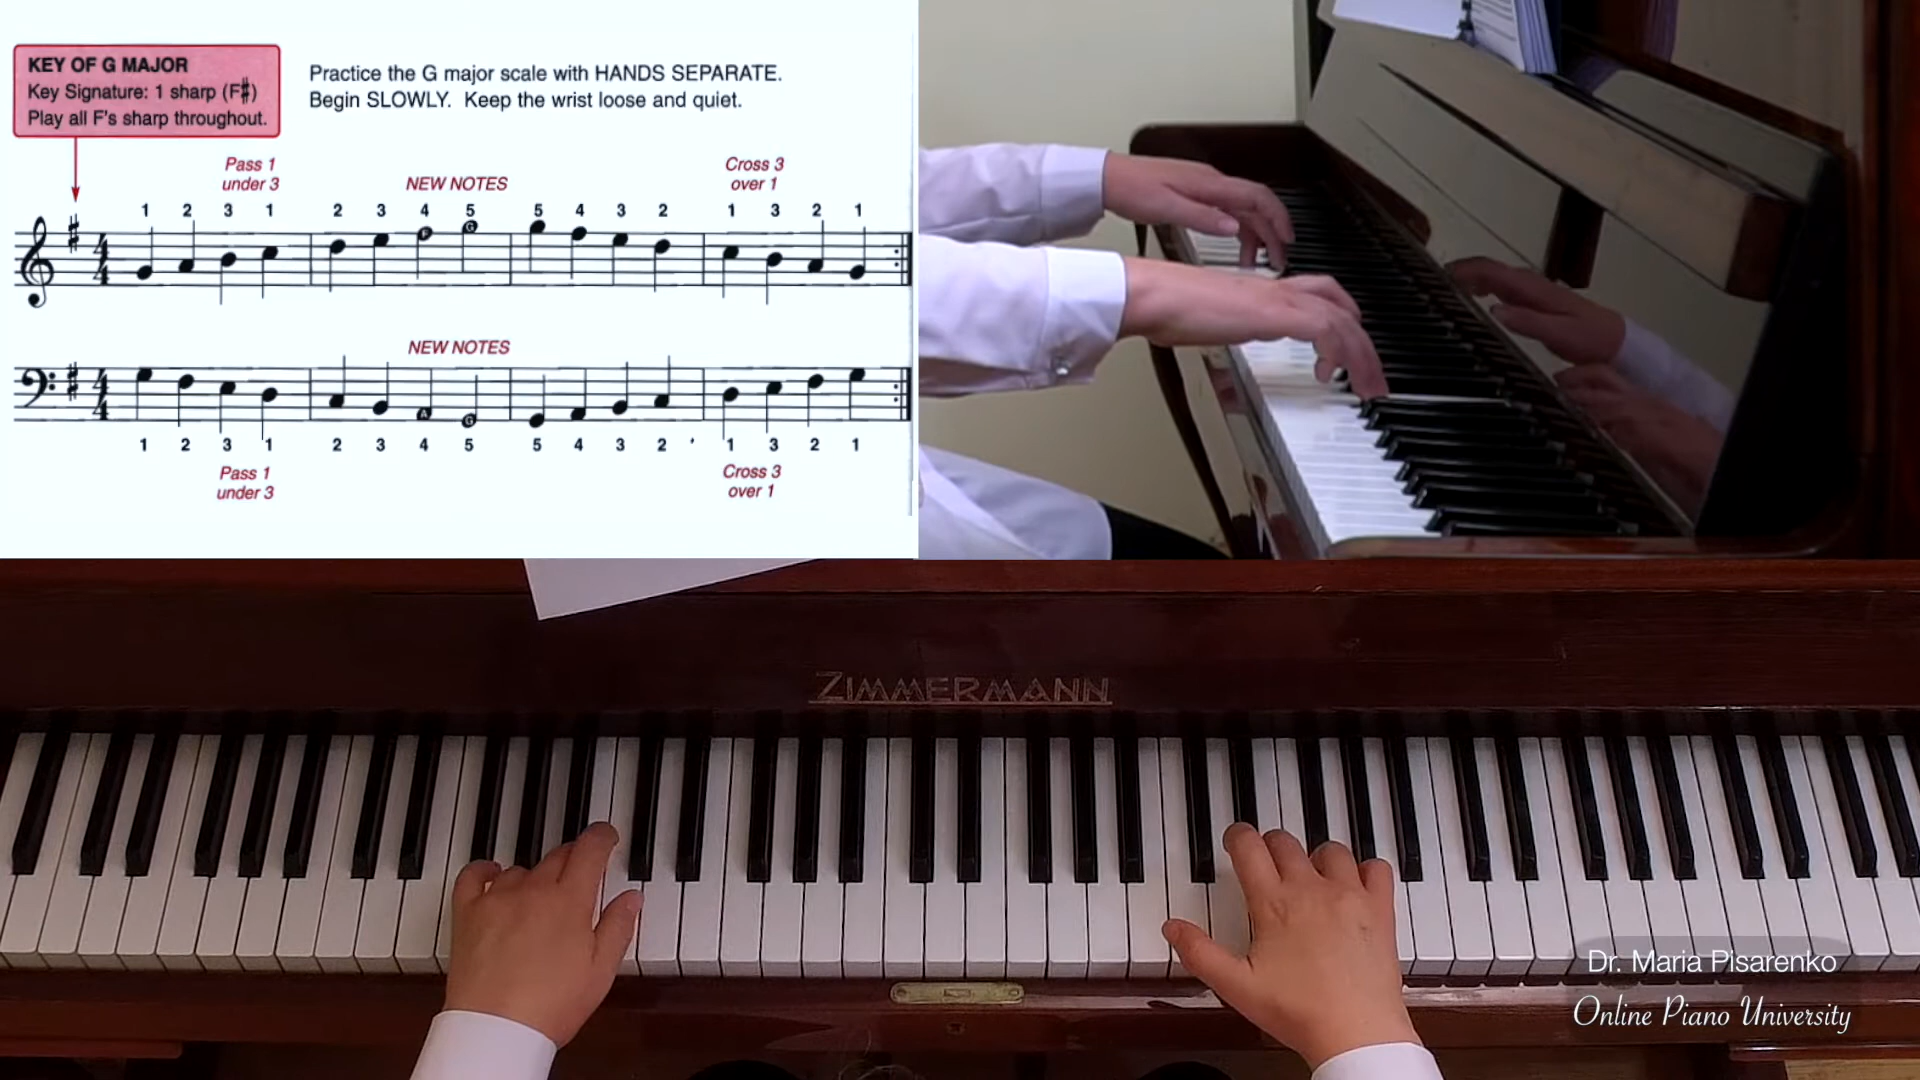 KEY OF G MAJOR
Key Signature: 1 sharp (F♯)
Play all F's sharp throughout.
Practice the G major scale with HANDS SEPARATE.
Begin SLOWLY. Keep the wrist loose and quiet.
Pass 1
under 3
NEW NOTES
Cross 3
over 1
1 2 3 1 2 3 4 5 5 4 3 2 1 3 2 1
F G
4
4
NEW NOTES
4
4
A G
1 2 3 1 2 3 4 5 5 4 3 2 1 3 2 1
Pass 1
under 3
Cross 3
over 1
ZIMMERMANN
Dr. Maria Pisarenko
Online Piano University